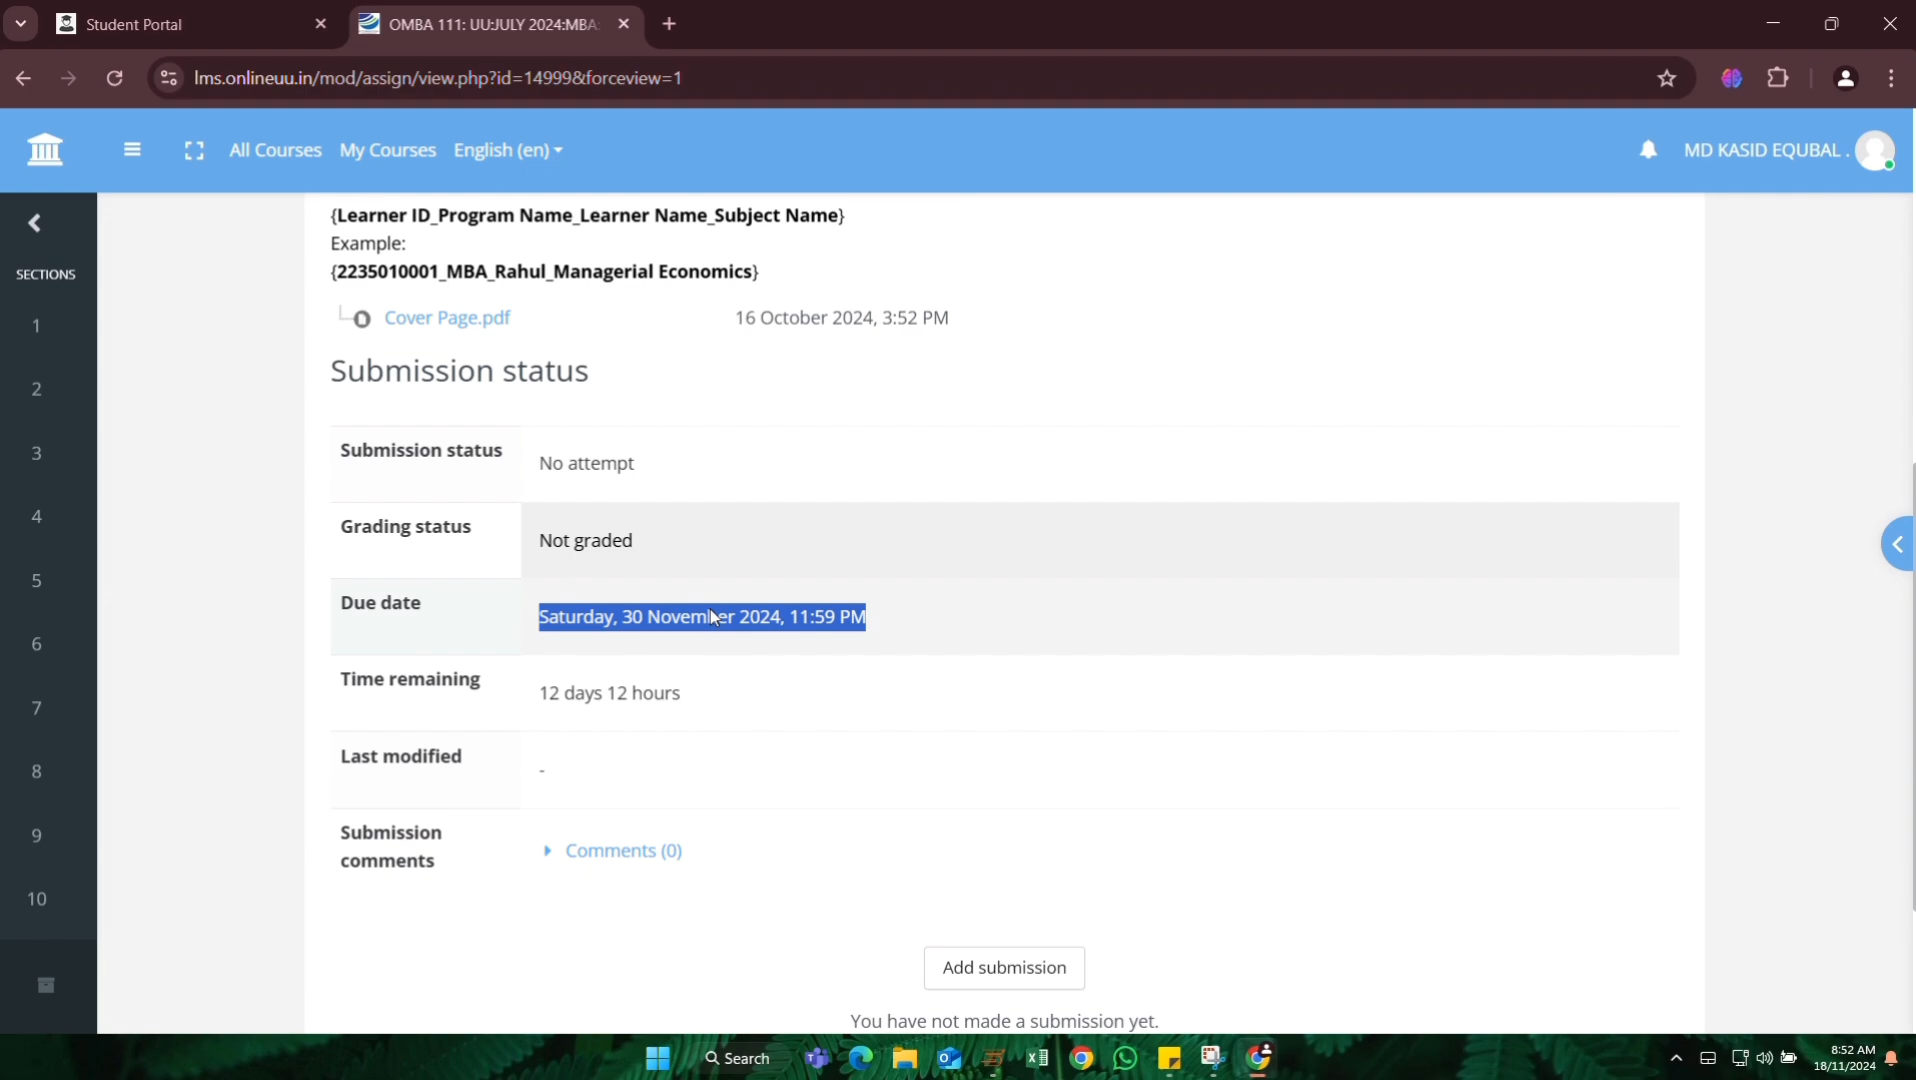 Student Portal
OMBA 111: UU:JULY 2024:MBA:
lms.onlineuu.in/mod/assign/view.php?id=14999&forceview=1
All Courses
My Courses
English (en)
MD KASID EQUBAL .
SECTIONS
1
2
3
4
5
6
7
8
9
10
{Learner ID_Program Name_Learner Name_Subject Name}
Example:
{2235010001_MBA_Rahul_Managerial Economics}
Cover Page.pdf 16 October 2024, 3:52 PM
Submission status
Submission status No attempt
Grading status Not graded
Due date Saturday, 30 November 2024, 11:59 PM
Time remaining 12 days 12 hours
Last modified -
Submission
comments
Comments (0)
Add submission
You have not made a submission yet.
Search
8:52 AM
18/11/2024